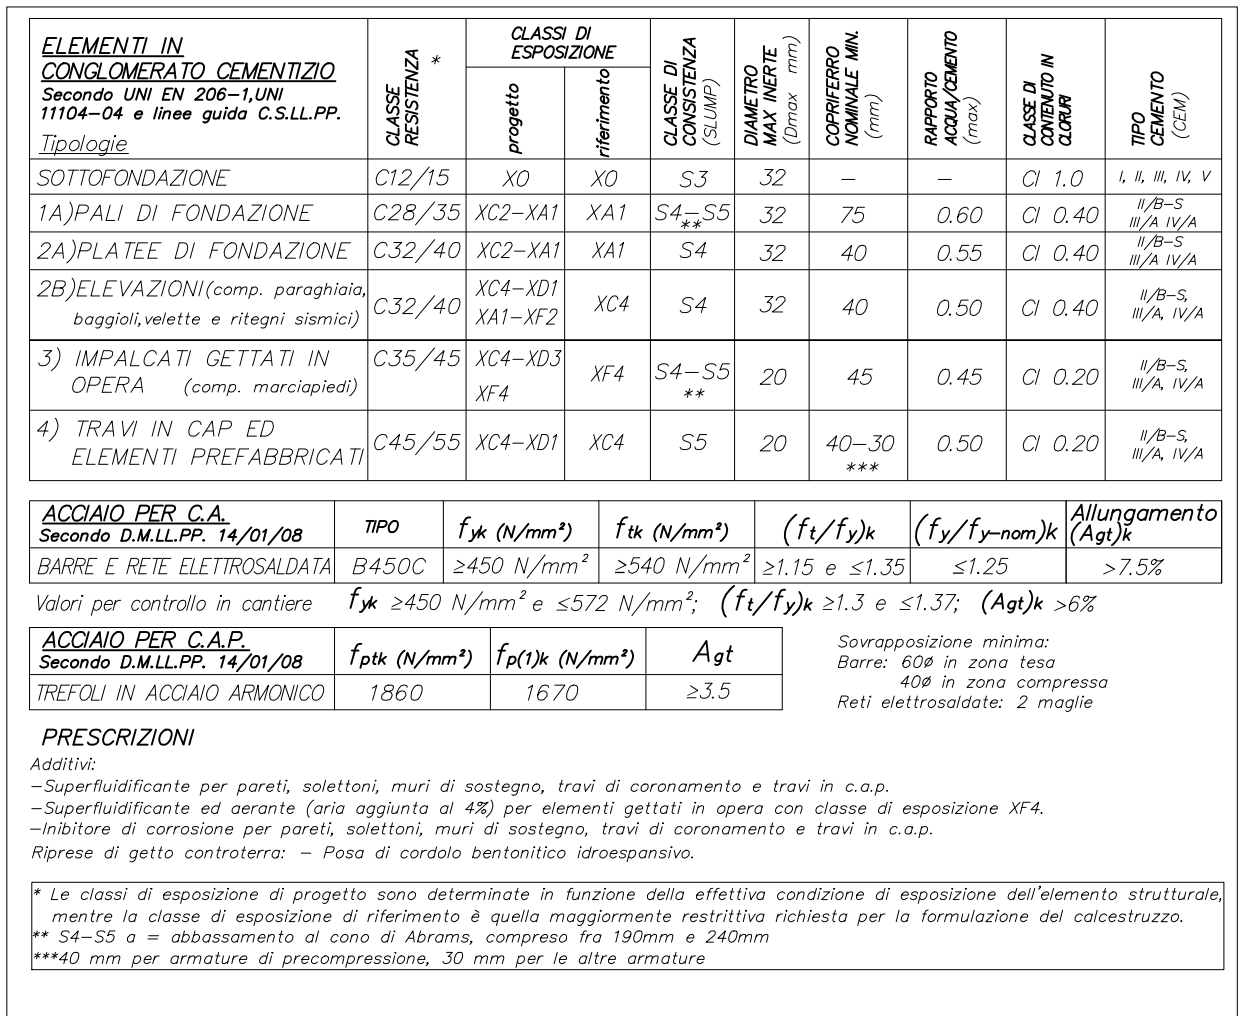 ELEMENTI IN
CONGLOMERATO CEMENTIZIO
Secondo UNI EN 206-1,UNI
11104-04 e linee guida C.S.LL.PP.
Tipologie
CLASSE RESISTENZA *
CLASSI DI ESPOSIZIONE
progetto
riferimento
CLASSE DI CONSISTENZA (SLUMP)
DIAMETRO MAX INERTE (Dmax mm)
COPRIFERRO NOMINALE MIN. (mm)
RAPPORTO ACQUA/CEMENTO (max)
CLASSE DI CONTENUTO IN CLORURI
TIPO CEMENTO (CEM)
SOTTOFONDAZIONE C12/15 X0 X0 S3 32 - - Cl 1.0 I, II, III, IV, V
1A)PALI DI FONDAZIONE C28/35 XC2-XA1 XA1 S4-S5 ** 32 75 0.60 Cl 0.40 II/B-S III/A IV/A
2A)PLATEE DI FONDAZIONE C32/40 XC2-XA1 XA1 S4 32 40 0.55 Cl 0.40 II/B-S III/A IV/A
2B)ELEVAZIONI(comp. paraghiaia, baggioli,velette e ritegni sismici) C32/40 XC4-XD1 XA1-XF2 XC4 S4 32 40 0.50 Cl 0.40 II/B-S, III/A, IV/A
3) IMPALCATI GETTATI IN OPERA (comp. marciapiedi) C35/45 XC4-XD3 XF4 XF4 S4-S5 ** 20 45 0.45 Cl 0.20 II/B-S, III/A, IV/A
4) TRAVI IN CAP ED ELEMENTI PREFABBRICATI C45/55 XC4-XD1 XC4 S5 20 40-30 *** 0.50 Cl 0.20 II/B-S, III/A, IV/A
ACCIAIO PER C.A.
Secondo D.M.LL.PP. 14/01/08
TIPO fyk (N/mm²) ftk (N/mm²) (ft/fy)k (fy/fy-nom)k Allungamento (Agt)k
BARRE E RETE ELETTROSALDATA B450C ≥450 N/mm² ≥540 N/mm² ≥1.15 e ≤1.35 ≤1.25 >7.5%
Valori per controllo in cantiere fyk ≥450 N/mm² e ≤572 N/mm²; (ft/fy)k ≥1.3 e ≤1.37; (Agt)k >6%
ACCIAIO PER C.A.P.
Secondo D.M.LL.PP. 14/01/08
fptk (N/mm²) fp(1)k (N/mm²) Agt
TREFOLI IN ACCIAIO ARMONICO 1860 1670 ≥3.5
Sovrapposizione minima:
Barre: 60ø in zona tesa
40ø in zona compressa
Reti elettrosaldate: 2 maglie
PRESCRIZIONI
Additivi:
-Superfluidificante per pareti, solettoni, muri di sostegno, travi di coronamento e travi in c.a.p.
-Superfluidificante ed aerante (aria aggiunta al 4%) per elementi gettati in opera con classe di esposizione XF4.
-Inibitore di corrosione per pareti, solettoni, muri di sostegno, travi di coronamento e travi in c.a.p.
Riprese di getto controterra: - Posa di cordolo bentonitico idroespansivo.
* Le classi di esposizione di progetto sono determinate in funzione della effettiva condizione di esposizione dell'elemento strutturale,
mentre la classe di esposizione di riferimento è quella maggiormente restrittiva richiesta per la formulazione del calcestruzzo.
** S4-S5 a = abbassamento al cono di Abrams, compreso fra 190mm e 240mm
***40 mm per armature di precompressione, 30 mm per le altre armature